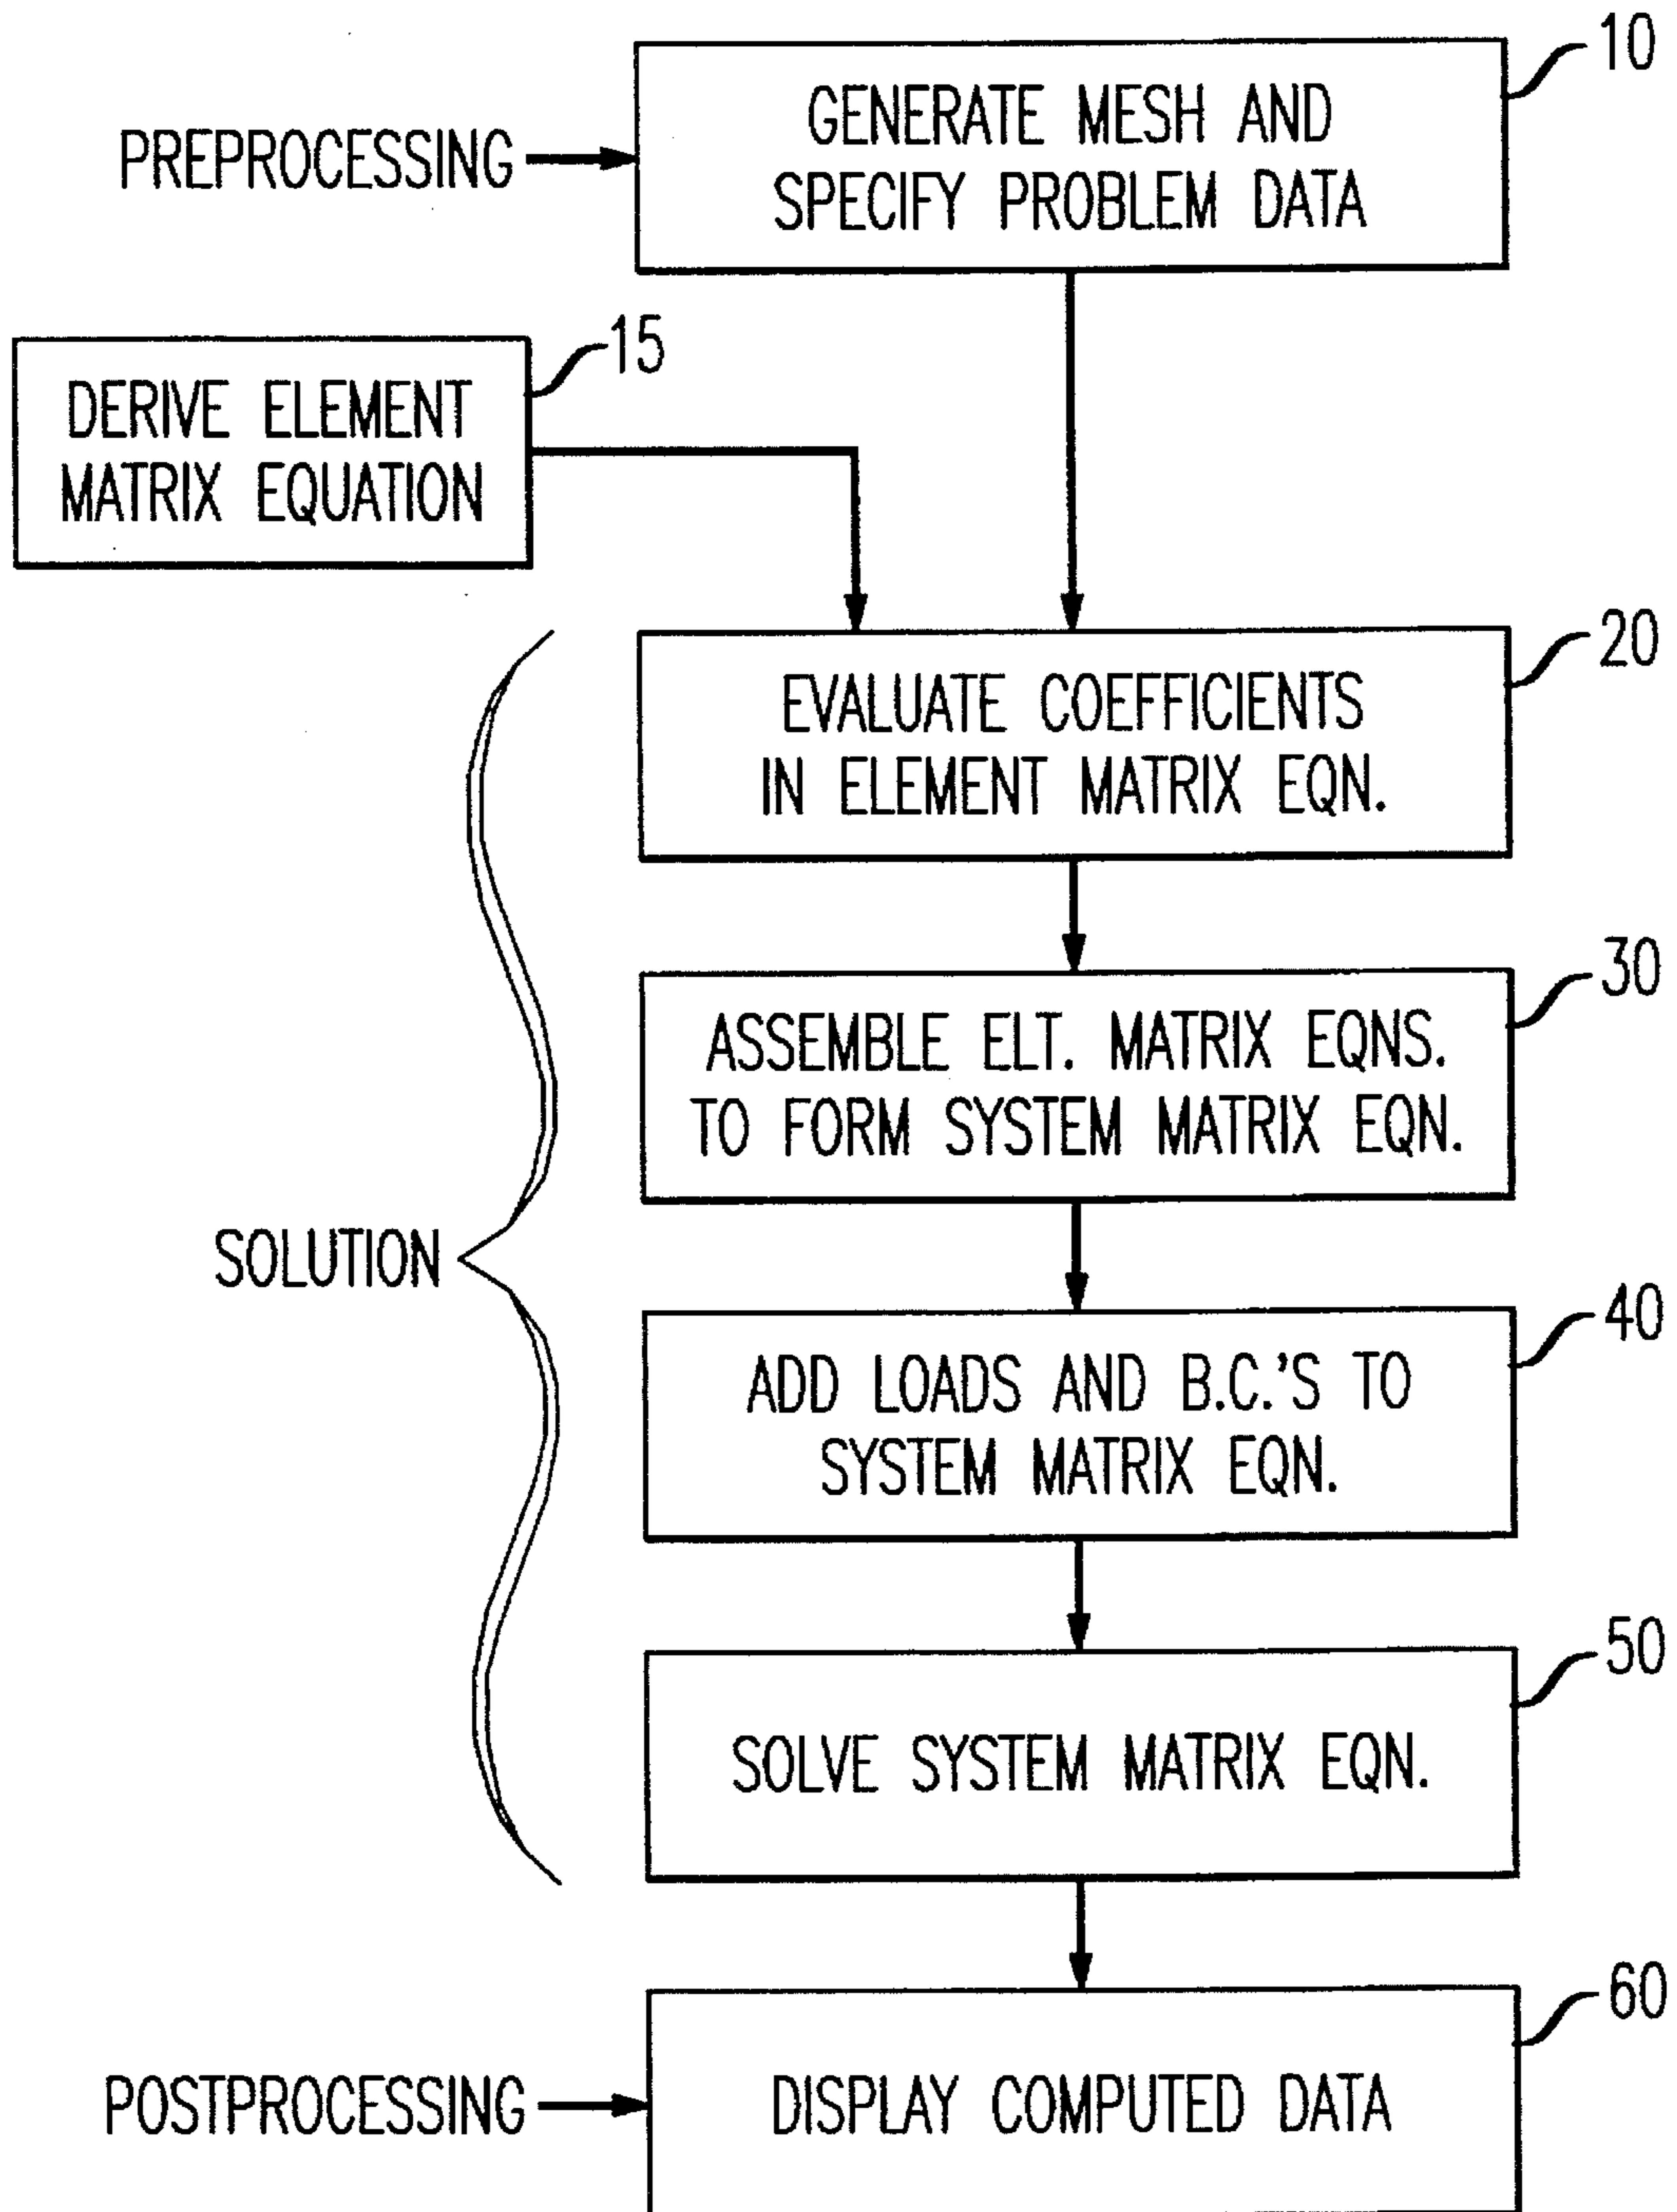 10
PREPROCESSING
GENERATE MESH AND
SPECIFY PROBLEM DATA
15
DERIVE ELEMENT
MATRIX EQUATION
20
EVALUATE COEFFICIENTS
IN ELEMENT MATRIX EQN.
30
ASSEMBLE ELT. MATRIX EQNS.
TO FORM SYSTEM MATRIX EQN.
SOLUTION
40
ADD LOADS AND B.C.'S TO
SYSTEM MATRIX EQN.
50
SOLVE SYSTEM MATRIX EQN.
60
POSTPROCESSING
DISPLAY COMPUTED DATA